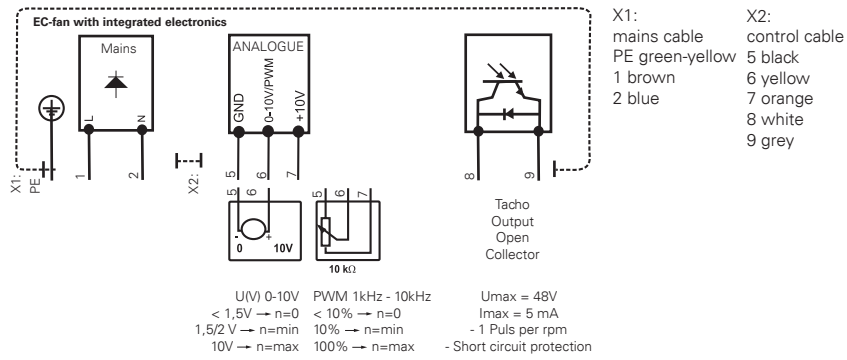 EC-fan with integrated electronics
Mains
L
N
ANALOGUE
GND
0-10V/PWM
+10V
X1:
PE
1
2
X2:
5
6
7
8
9
5
6
- +
0 10V
5
6
7
10 kΩ
Tacho
Output
Open
Collector
U(V) 0-10V
< 1,5V → n=0
1,5/2 V → n=min
10V → n=max
PWM 1kHz - 10kHz
< 10% → n=0
10% → n=min
100% → n=max
Umax = 48V
Imax = 5 mA
- 1 Puls per rpm
- Short circuit protection
X1:
mains cable
PE green-yellow
1 brown
2 blue
X2:
control cable
5 black
6 yellow
7 orange
8 white
9 grey